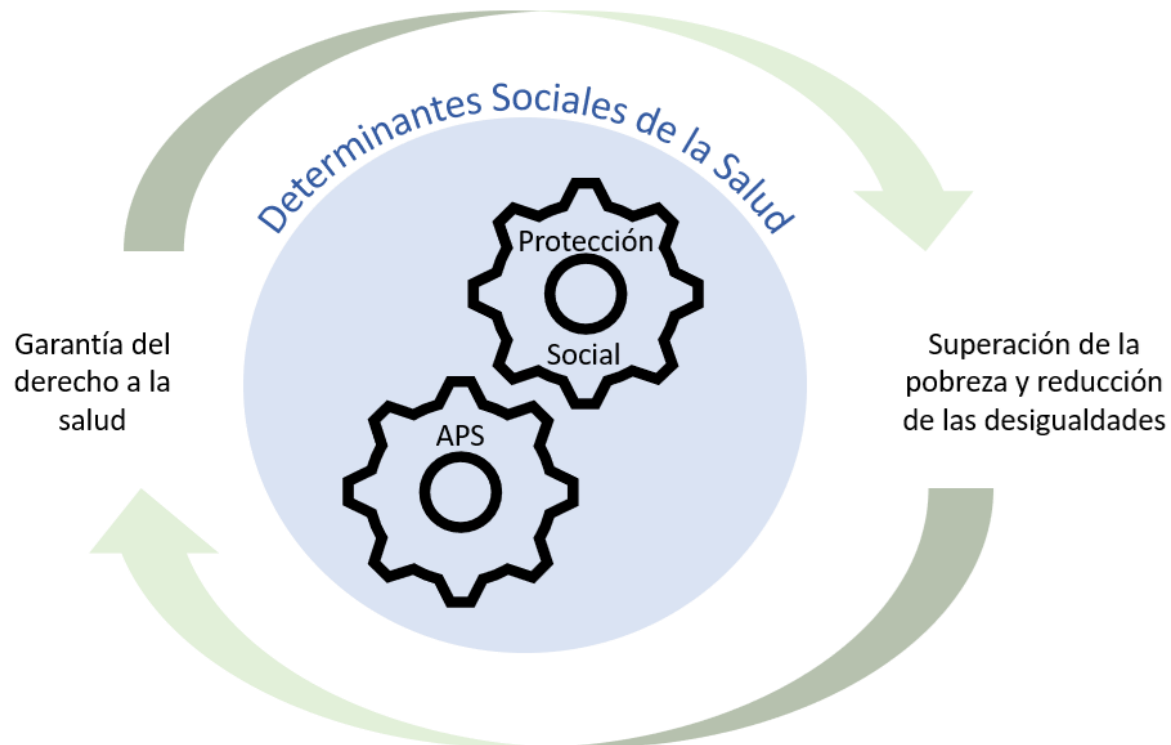 Determinantes Sociales de la Salud
Protección
Social
APS
Garantía del
derecho a la
salud
Superación de la
pobreza y reducción
de las desigualdades